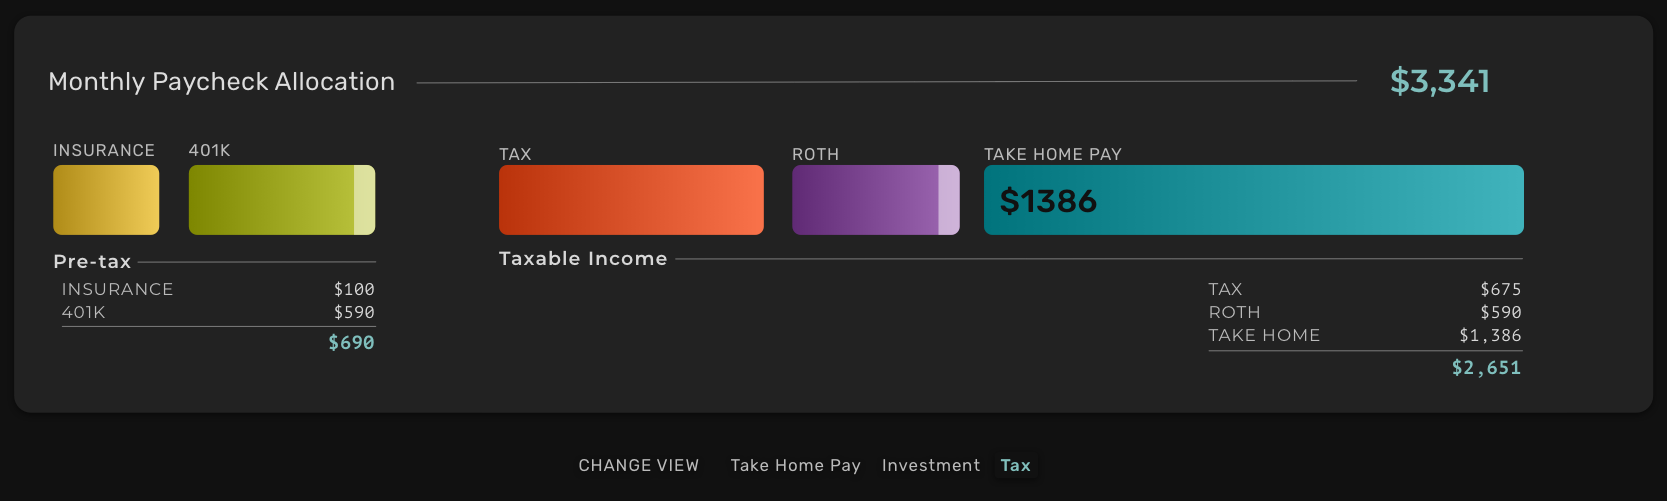 Monthly Paycheck Allocation $3,341
INSURANCE 401K TAX ROTH TAKE HOME PAY
$1386
Pre-tax
INSURANCE $100
401K $590
$690
Taxable Income
TAX $675
ROTH $590
TAKE HOME $1,386
$2,651
CHANGE VIEW Take Home Pay Investment Tax